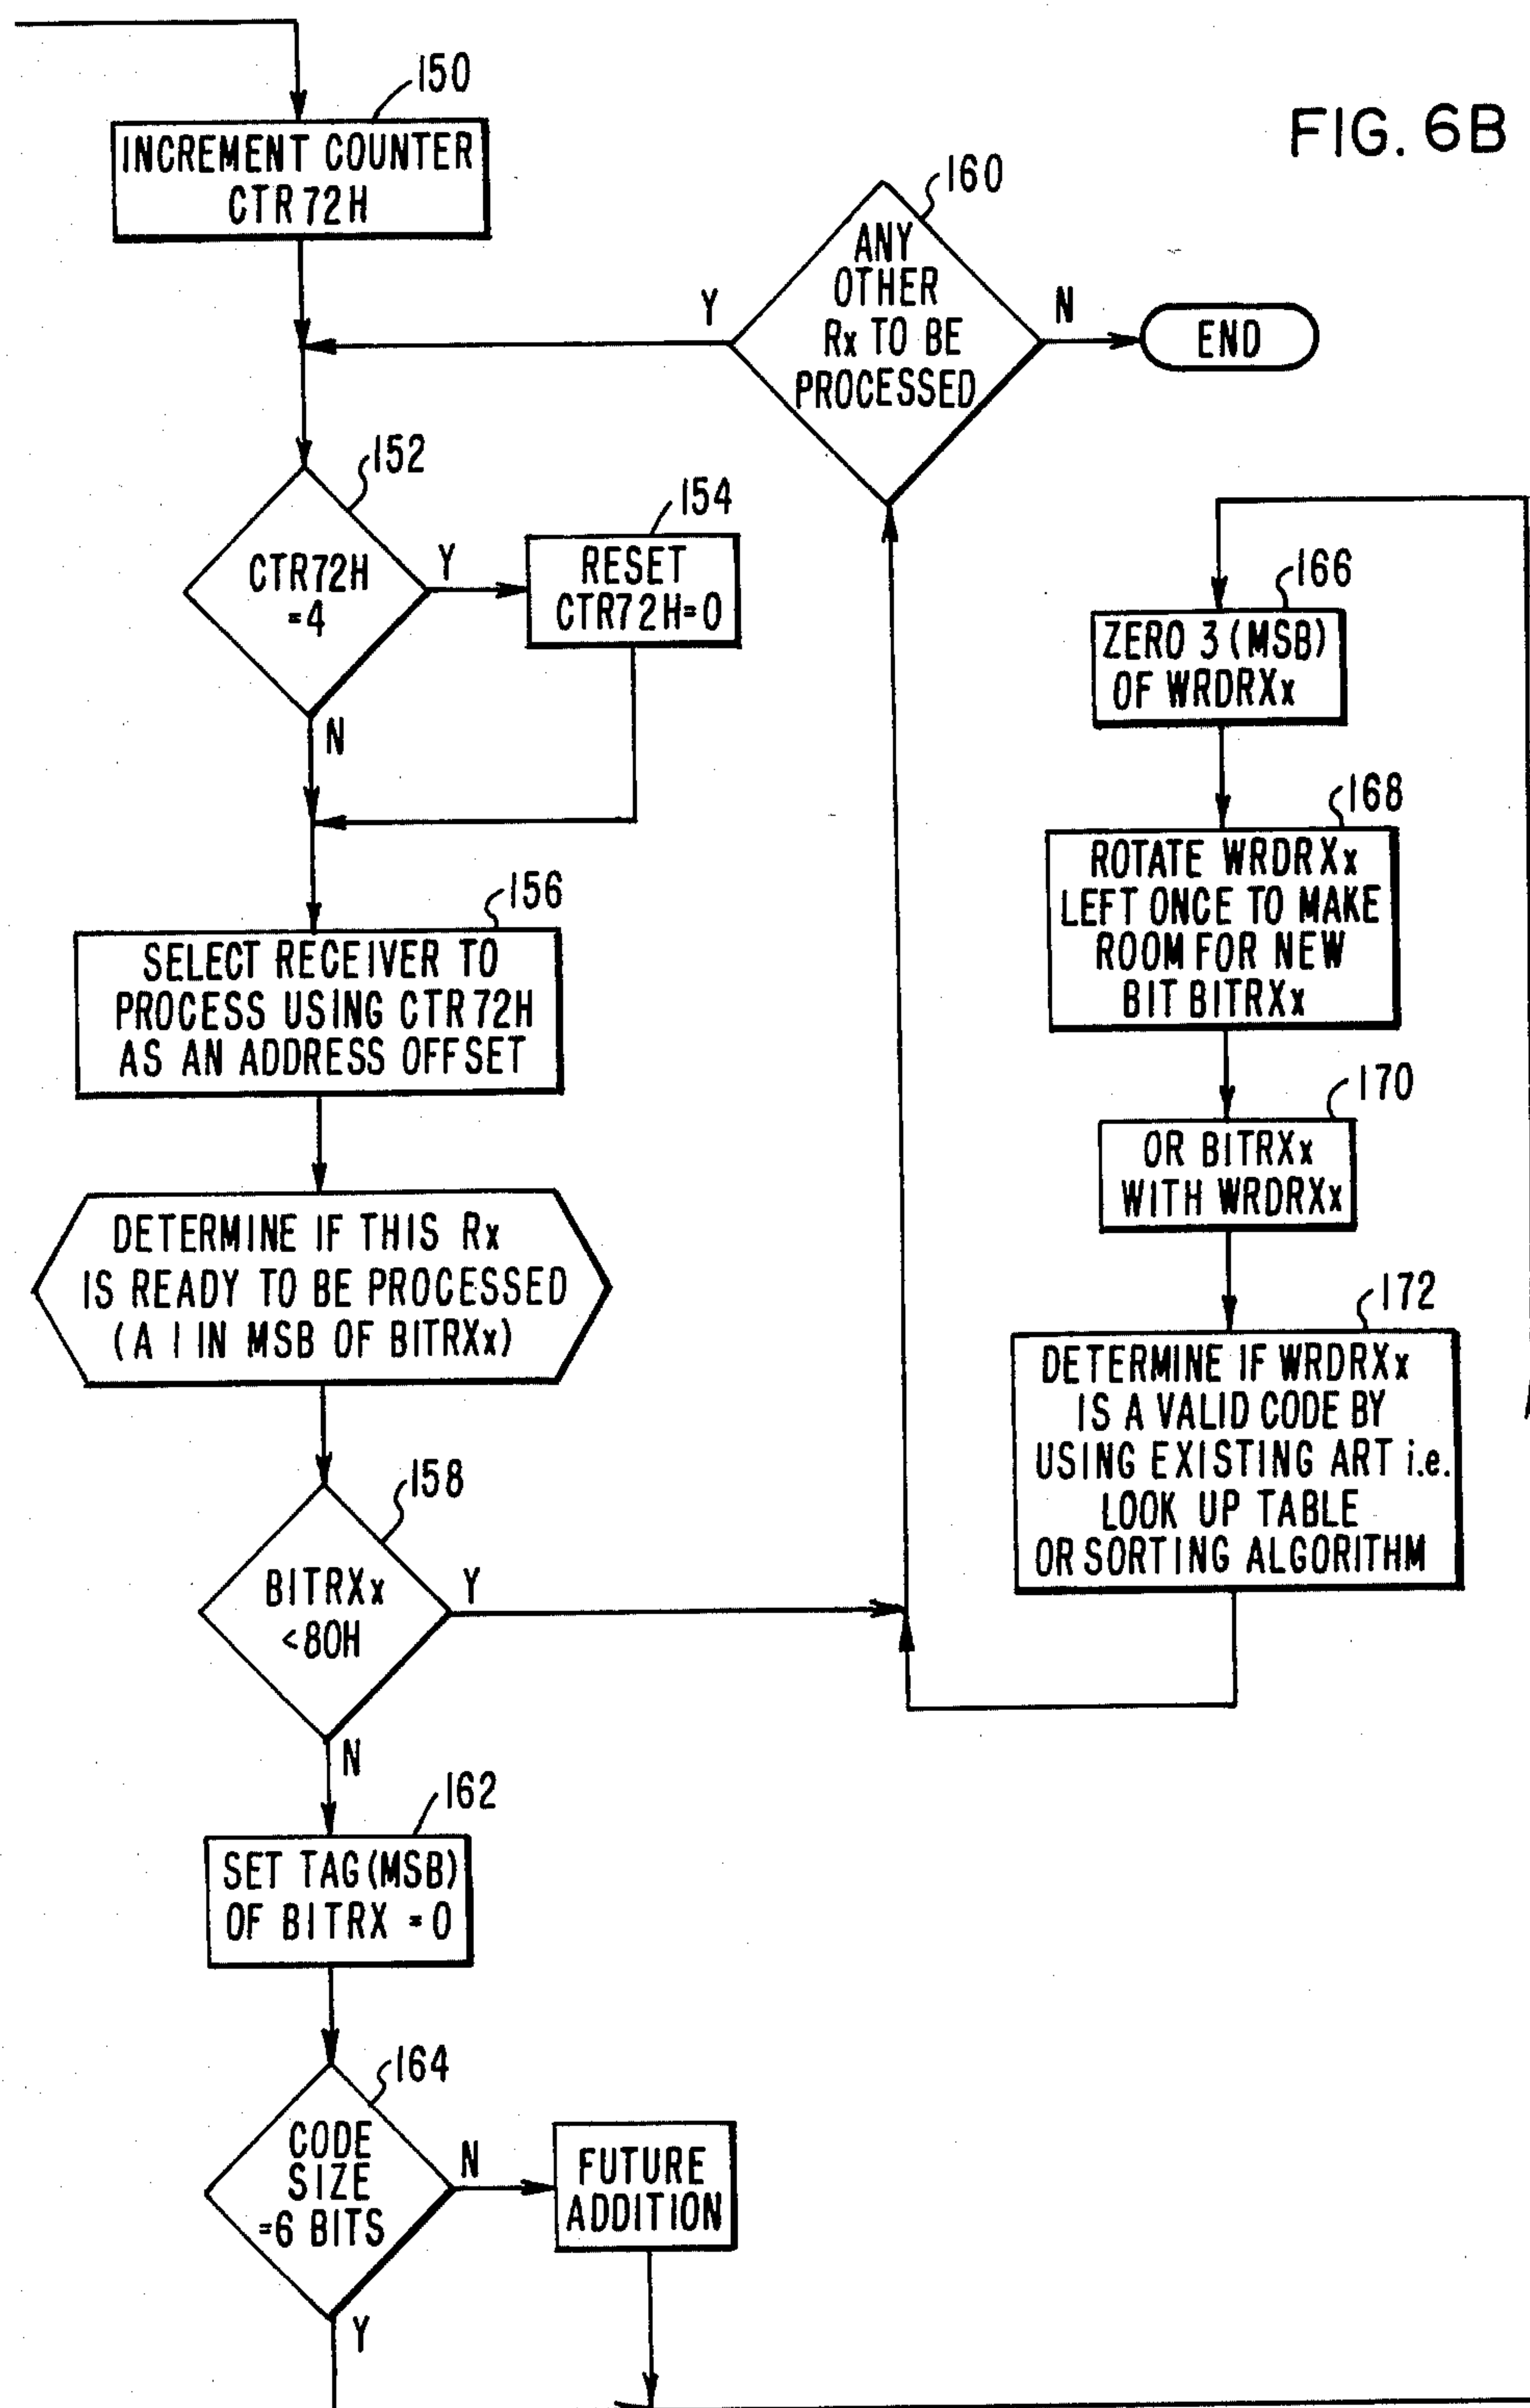 FIG. 6B
150
INCREMENT COUNTER
CTR72H
160
ANY
OTHER
Rx TO BE
PROCESSED
Y
N
END
152
CTR72H
=4
Y
N
154
RESET
CTR72H=0
156
SELECT RECEIVER TO
PROCESS USING CTR72H
AS AN ADDRESS OFFSET
DETERMINE IF THIS Rx
IS READY TO BE PROCESSED
(A 1 IN MSB OF BITRXx)
158
BITRXx
<80H
Y
N
162
SET TAG (MSB)
OF BITRX =0
164
CODE
SIZE
=6 BITS
N
Y
FUTURE
ADDITION
166
ZERO 3 (MSB)
OF WRDRXx
168
ROTATE WRDRXx
LEFT ONCE TO MAKE
ROOM FOR NEW
BIT BITRXx
170
OR BITRXx
WITH WRDRXx
172
DETERMINE IF WRDRXx
IS A VALID CODE BY
USING EXISTING ART i.e.
LOOK UP TABLE
OR SORTING ALGORITHM